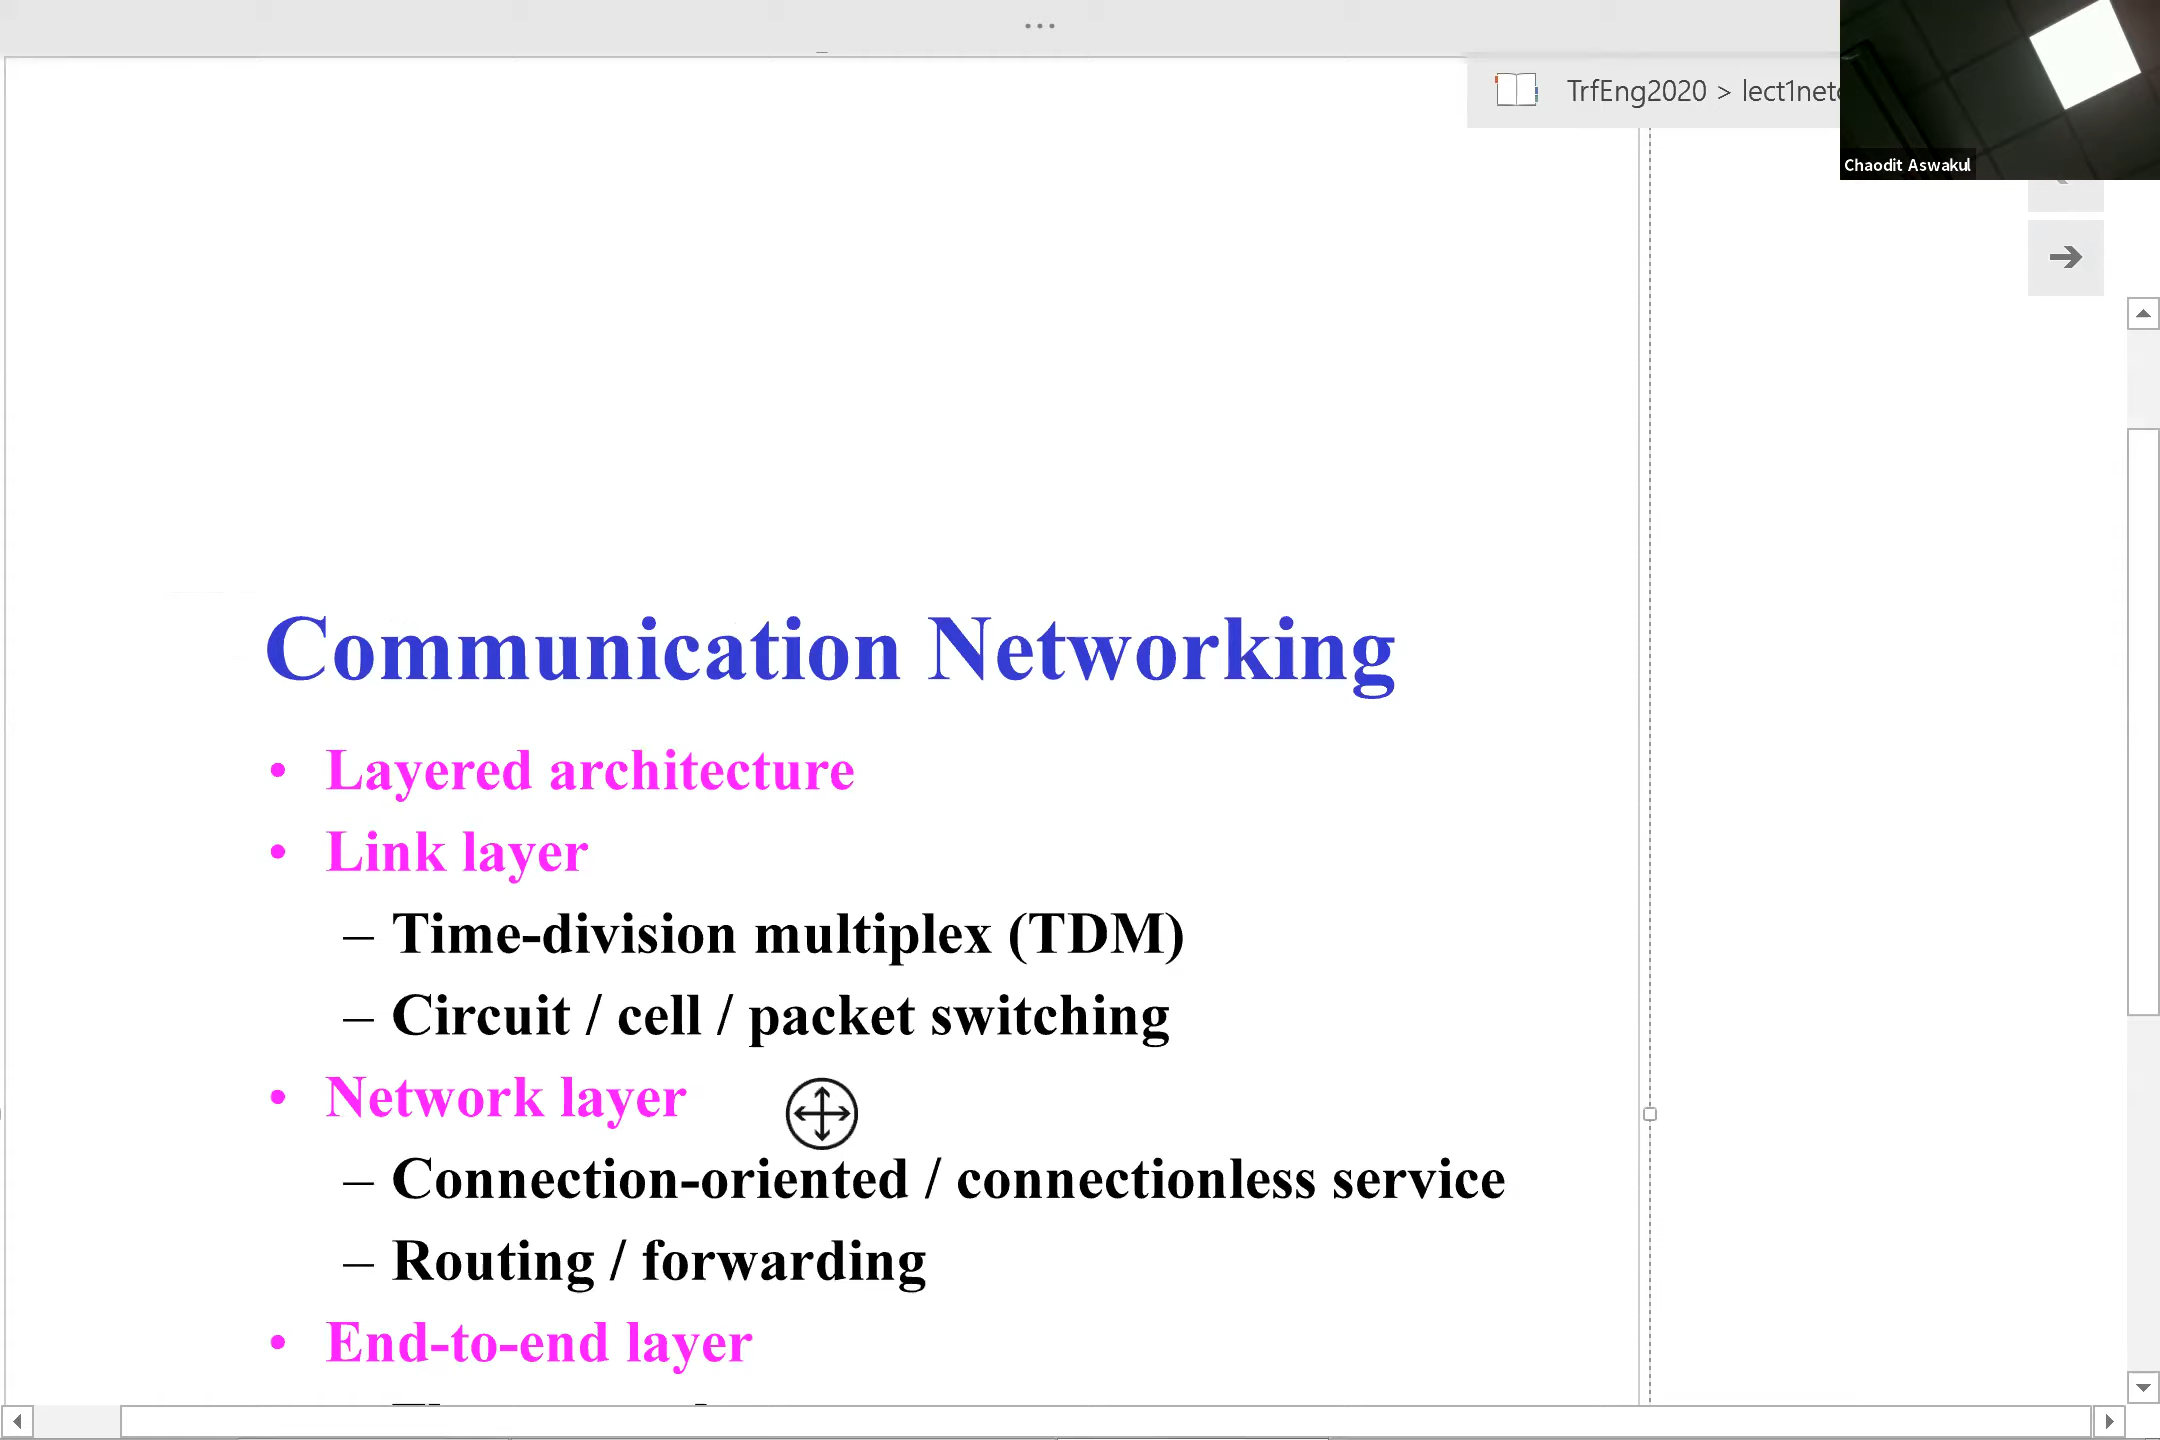 TrfEng2020 > lect1net
Chaodit Aswakul
Communication Networking
• Layered architecture
• Link layer
– Time-division multiplex (TDM)
– Circuit / cell / packet switching
• Network layer
– Connection-oriented / connectionless service
– Routing / forwarding
• End-to-end layer